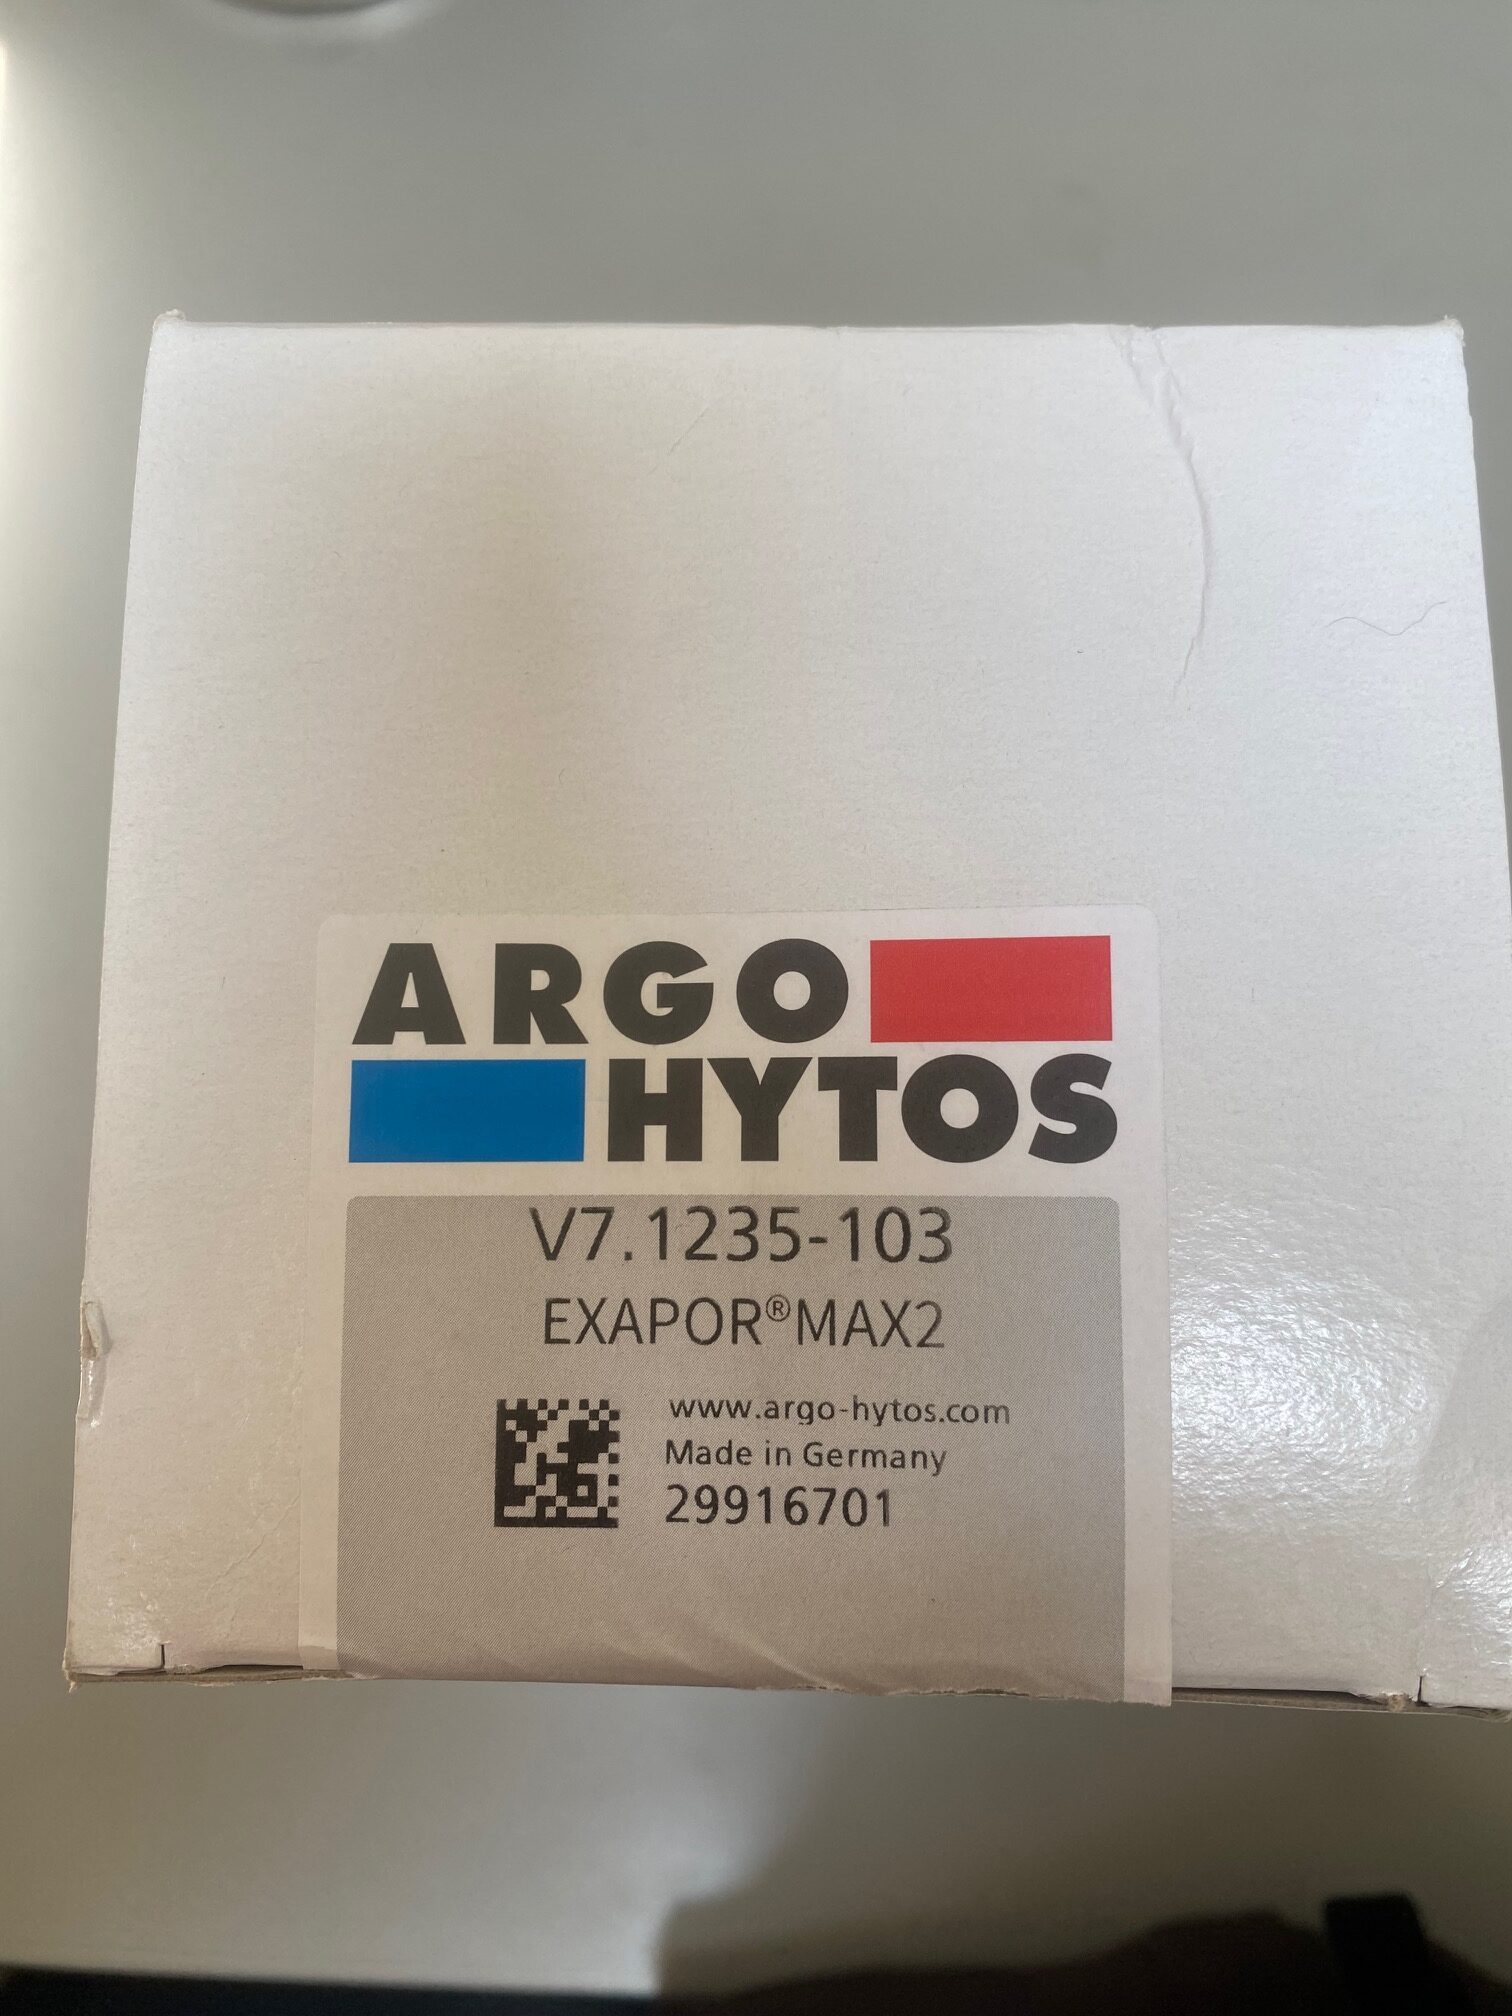 ARGO
HYTOS
V7.1235-103
EXAPOR®MAX2
www.argo-hytos.com
Made in Germany
29916701